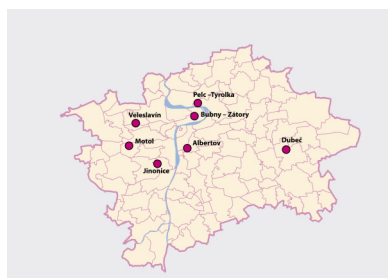 Pelc –Tyrolka
Bubny – Zátory
Veleslavín
Motol
Albertov
Dubeč
Jinonice